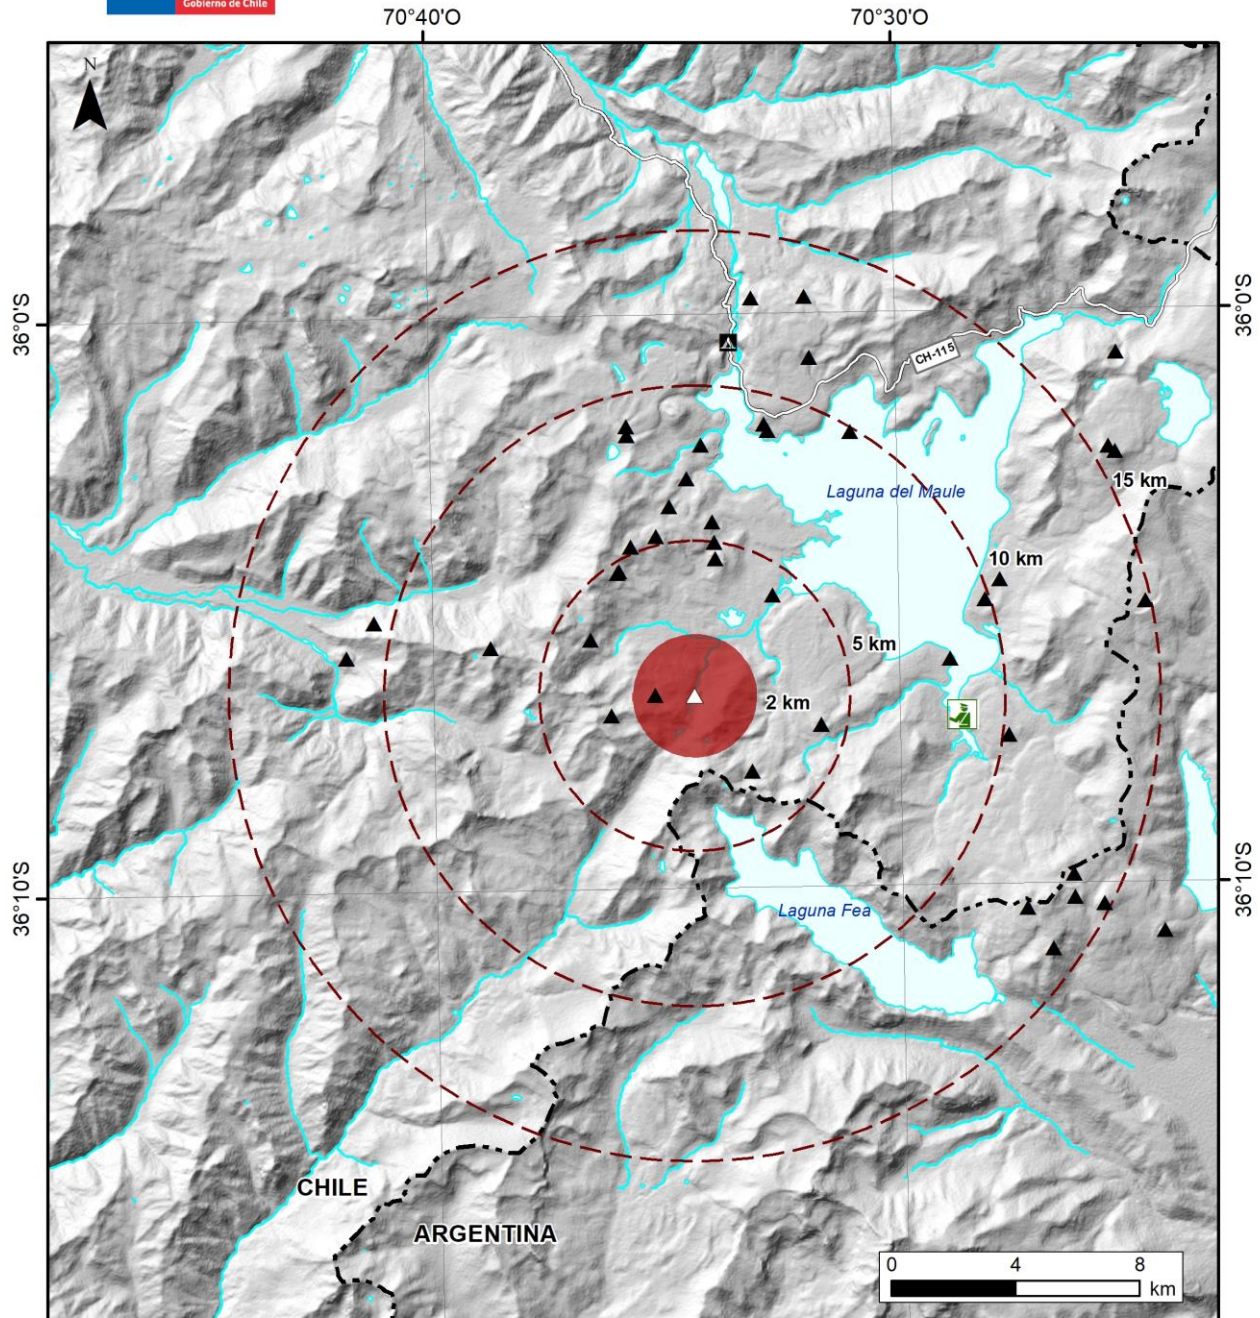 Gobierno de Chile
70°40'O
70°30'O
N
36°0'S
36°0'S
CH-115
Laguna del Maule
15 km
10 km
5 km
2 km
36°10'S
36°10'S
Laguna Fea
CHILE
ARGENTINA
0 4 8
km